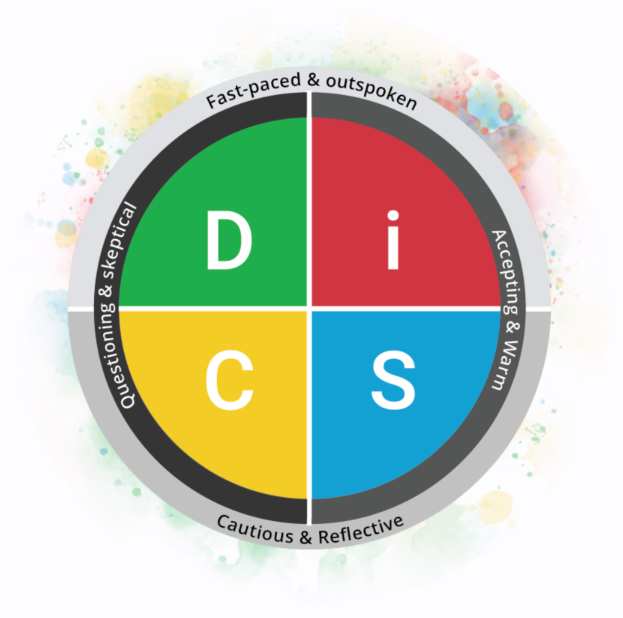 Fast-paced & outspoken
Questioning & skeptical
D
i
Accepting & Warm
C
S
Cautious & Reflective